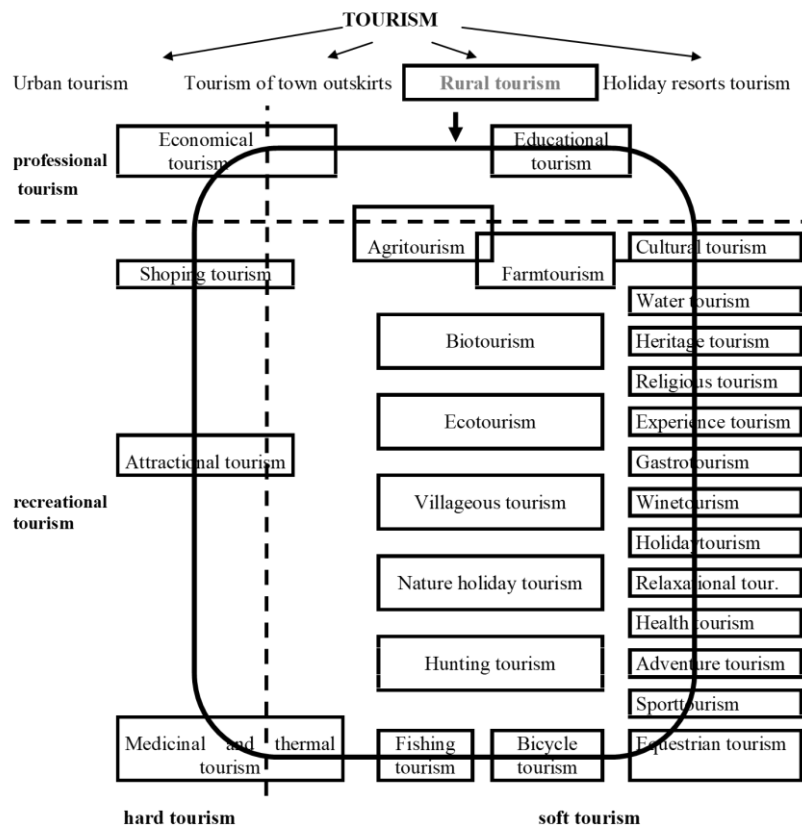 TOURISM
Urban tourism
Tourism of town outskirts
Rural tourism
Holiday resorts tourism
Economical
tourism
Educational
tourism
professional
tourism
Agritourism
Farmtourism
Cultural tourism
Shoping tourism
Water tourism
Biotourism
Heritage tourism
Religious tourism
Ecotourism
Experience tourism
Attractional tourism
Gastrotourism
recreational
tourism
Villageous tourism
Winetourism
Holidaytourism
Nature holiday tourism
Relaxational tour.
Health tourism
Hunting tourism
Adventure tourism
Sporttourism
Medicinal and thermal
tourism
Fishing
tourism
Bicycle
tourism
Equestrian tourism
hard tourism
soft tourism